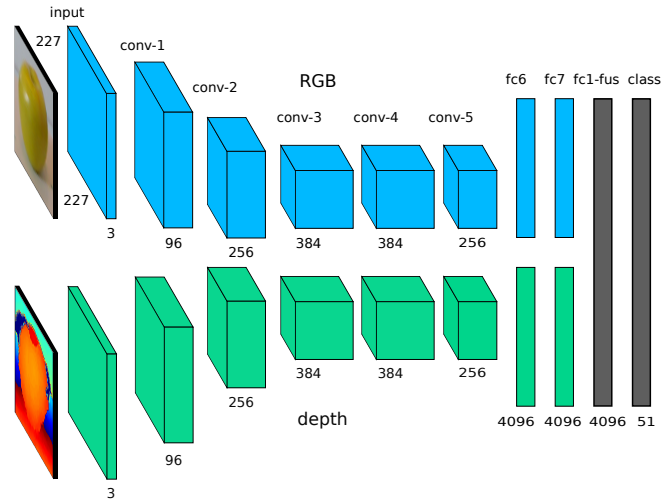 input
227
conv-1
conv-2
RGB
conv-3
conv-4
conv-5
fc6
fc7
fc1-fus
class
227
3
96
256
384
384
256
3
96
256
384
384
256
depth
4096
4096
4096
51